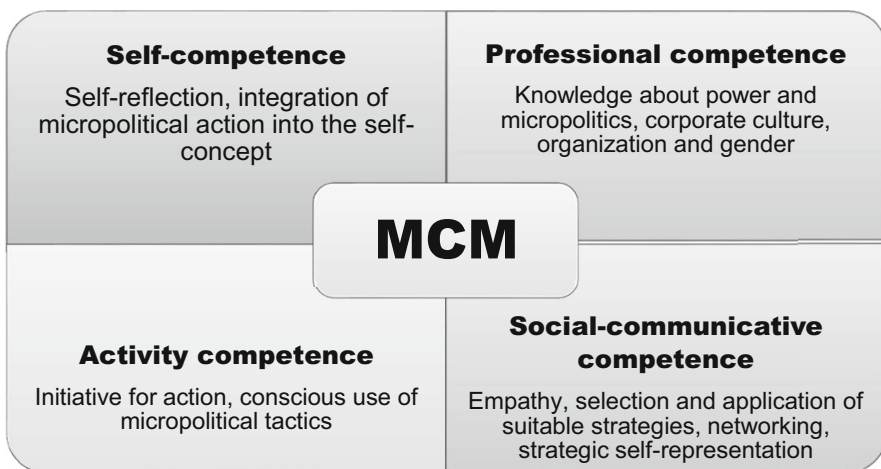 Self-competence
Self-reflection, integration of
micropolitical action into the self-
concept
Professional competence
Knowledge about power and
micropolitics, corporate culture,
organization and gender
MCM
Activity competence
Initiative for action, conscious use of
micropolitical tactics
Social-communicative
competence
Empathy, selection and application of
suitable strategies, networking,
strategic self-representation